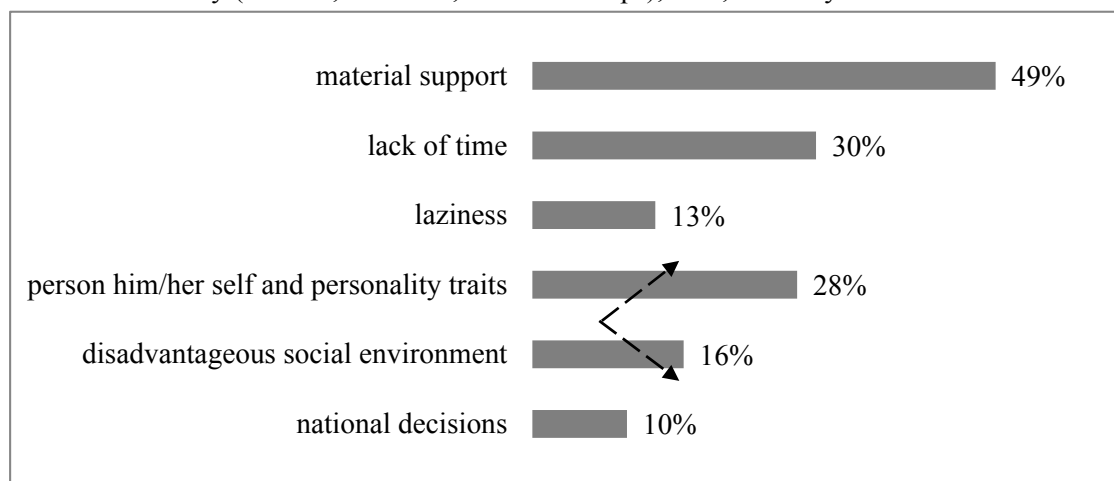 material support 49%
lack of time 30%
laziness 13%
person him/her self and personality traits 28%
disadvantageous social environment 16%
national decisions 10%